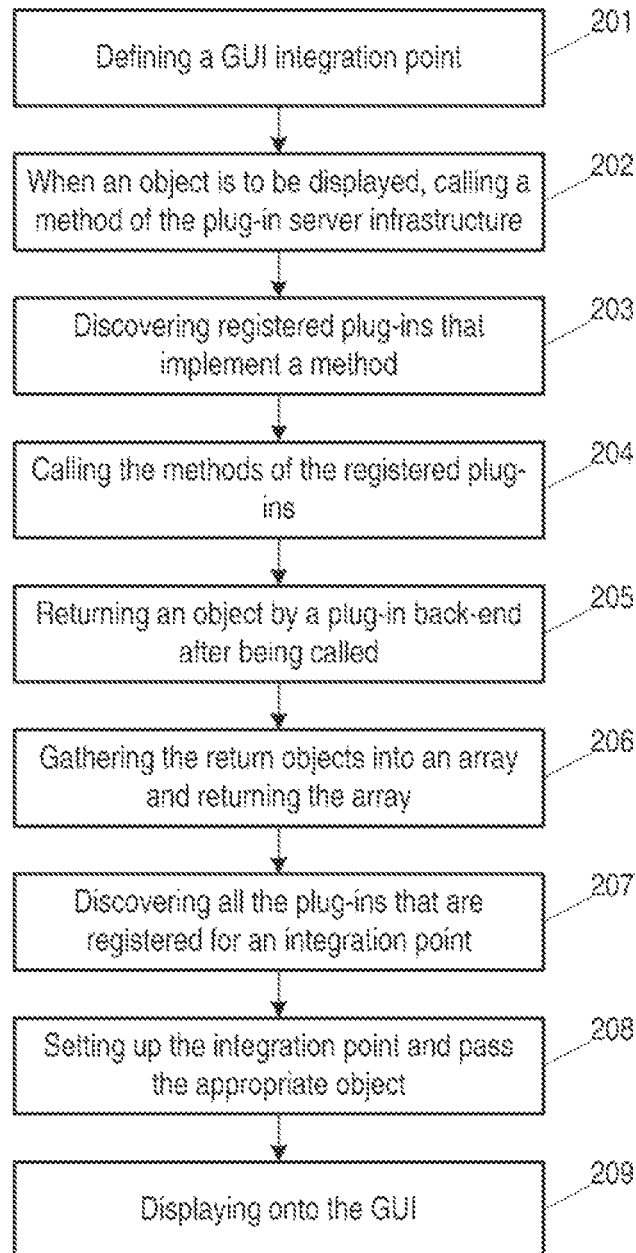 201
Defining a GUI integration point
202
When an object is to be displayed, calling a
method of the plug-in server infrastructure
203
Discovering registered plug-ins that
implement a method
204
Calling the methods of the registered plug-
ins
205
Returning an object by a plug-in back-end
after being called
206
Gathering the return objects into an array
and returning the array
207
Discovering all the plug-ins that are
registered for an integration point
208
Setting up the integration point and pass
the appropriate object
209
Displaying onto the GUI